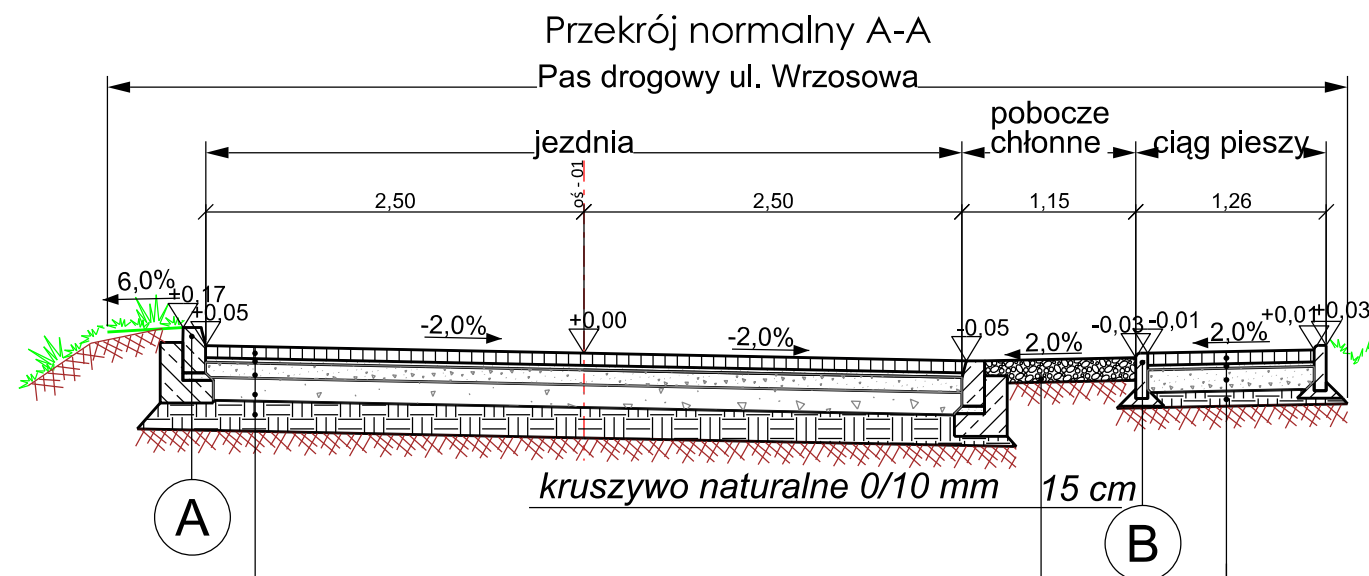 Przekrój normalny A-A
Pas drogowy ul. Wrzosowa
jezdnia
pobocze
chłonne
ciąg pieszy
oś - 01
2,50
2,50
1,15
1,26
6,0%
+0,17
+0,05
-2,0%
+0,00
-2,0%
-0,05
2,0%
-0,03
-0,01
2,0%
+0,01
+0,03
kruszywo naturalne 0/10 mm 15 cm
A
B